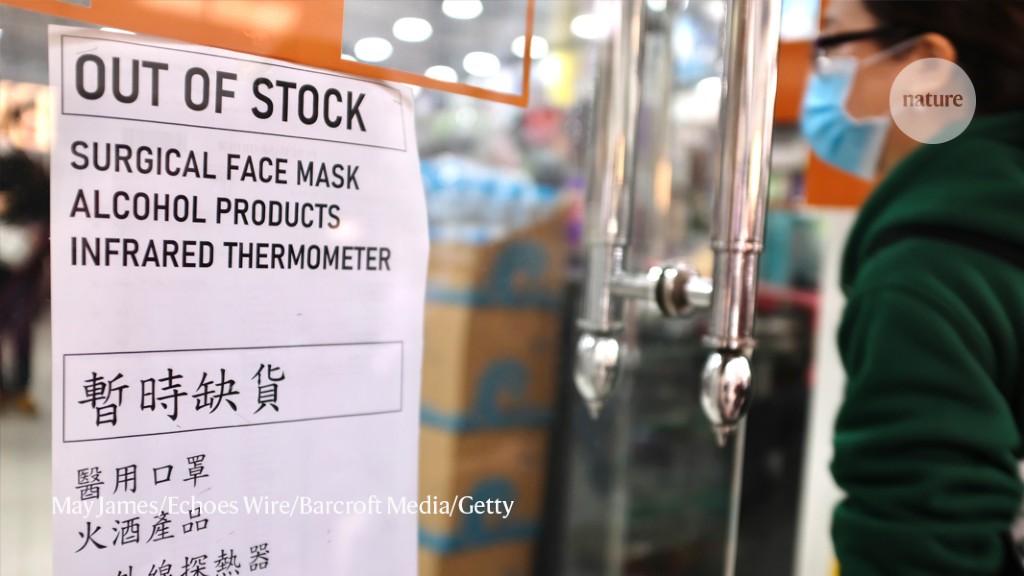 OUT OF STOCK
SURGICAL FACE MASK
ALCOHOL PRODUCTS
INFRARED THERMOMETER
暫時缺貨
醫用口罩
火酒產品
外線探熱器
nature
May James/Echoes Wire/Barcroft Media/Getty